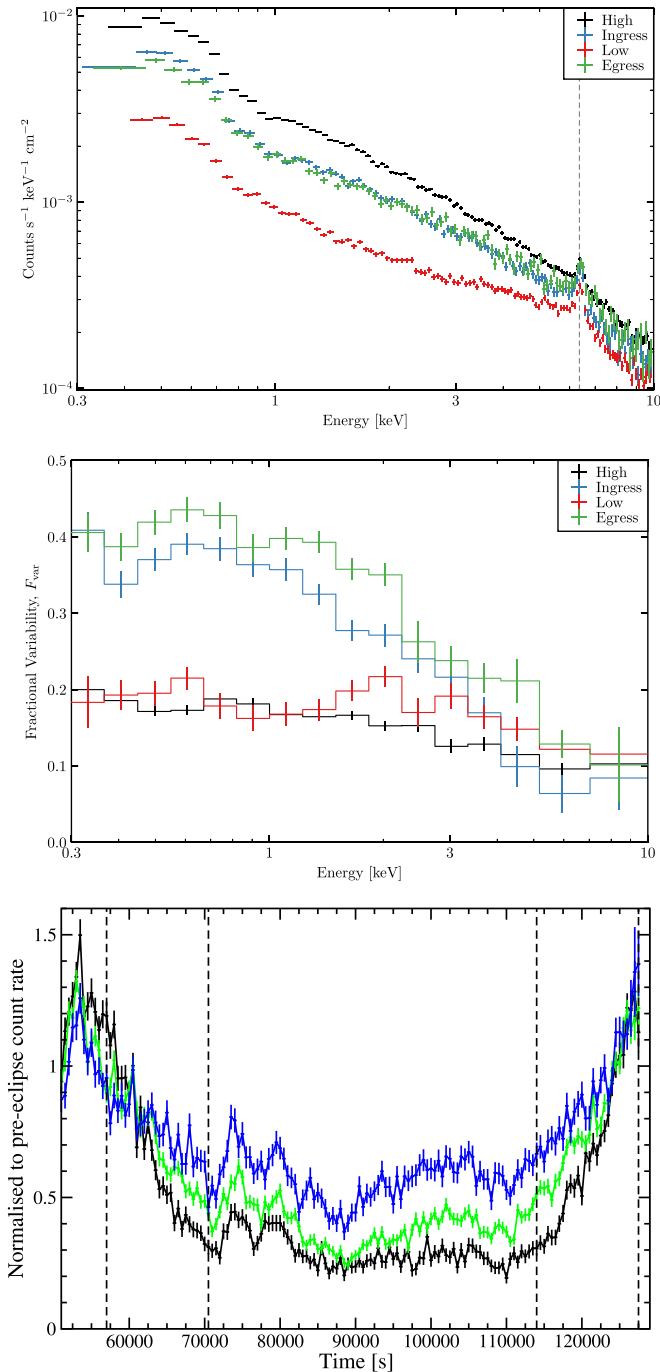 10⁻²
High
Ingress
Low
Egress
Counts s⁻¹ keV⁻¹ cm⁻²
10⁻³
10⁻⁴
0.3 1 3 10
Energy [keV]
0.5
High
Ingress
Low
Egress
0.4
Fractional Variability, F_var
0.3
0.2
0.1
0.0
0.3 1 3 10
Energy [keV]
1.5
Normalised to pre-eclipse count rate
1
0.5
0
60000 70000 80000 90000 100000 110000 120000
Time [s]